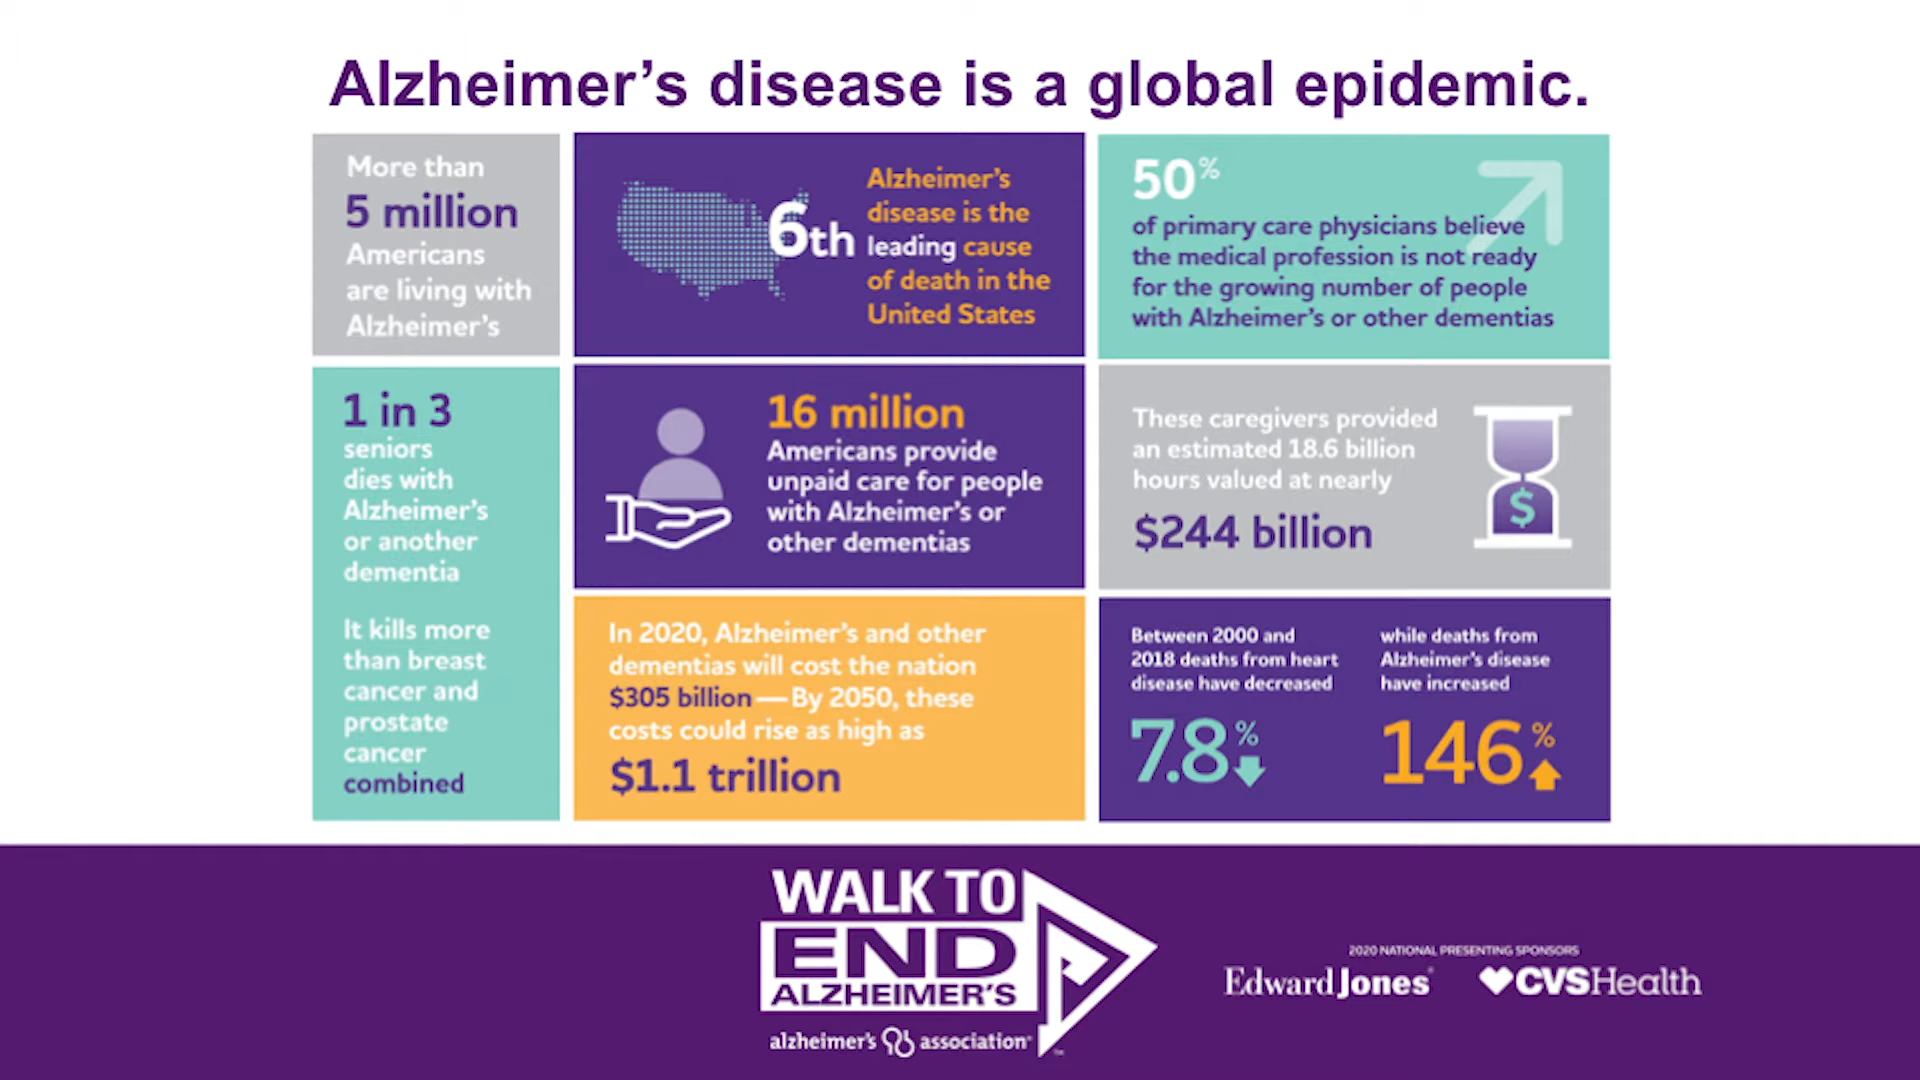 Alzheimer’s disease is a global epidemic.
More than
5 million
Americans
are living with
Alzheimer’s
6th
Alzheimer’s
disease is the
leading cause
of death in the
United States
50%
of primary care physicians believe
the medical profession is not ready
for the growing number of people
with Alzheimer’s or other dementias
1 in 3
seniors
dies with
Alzheimer’s
or another
dementia
It kills more
than breast
cancer and
prostate
cancer
combined
16 million
Americans provide
unpaid care for people
with Alzheimer’s or
other dementias
These caregivers provided
an estimated 18.6 billion
hours valued at nearly
$244 billion
$
In 2020, Alzheimer’s and other
dementias will cost the nation
$305 billion — By 2050, these
costs could rise as high as
$1.1 trillion
Between 2000 and
2018 deaths from heart
disease have decreased
7.8%
while deaths from
Alzheimer’s disease
have increased
146%
WALK TO
END
ALZHEIMER’S
alzheimer’s association®
™
2020 NATIONAL PRESENTING SPONSORS
Edward Jones®
CVSHealth